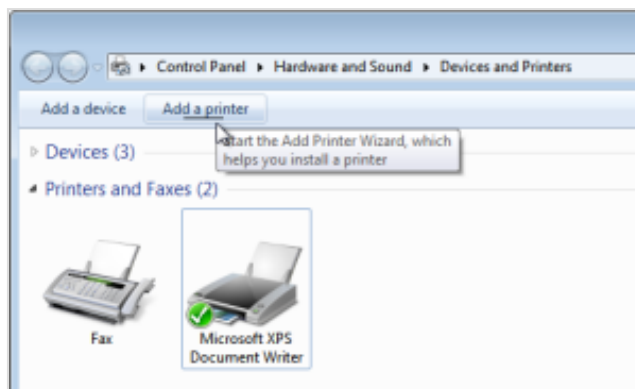 Control Panel ▸ Hardware and Sound ▸ Devices and Printers
Add a device Add a printer
Start the Add Printer Wizard, which
helps you install a printer
Devices (3)
Printers and Faxes (2)
Fax
Microsoft XPS
Document Writer